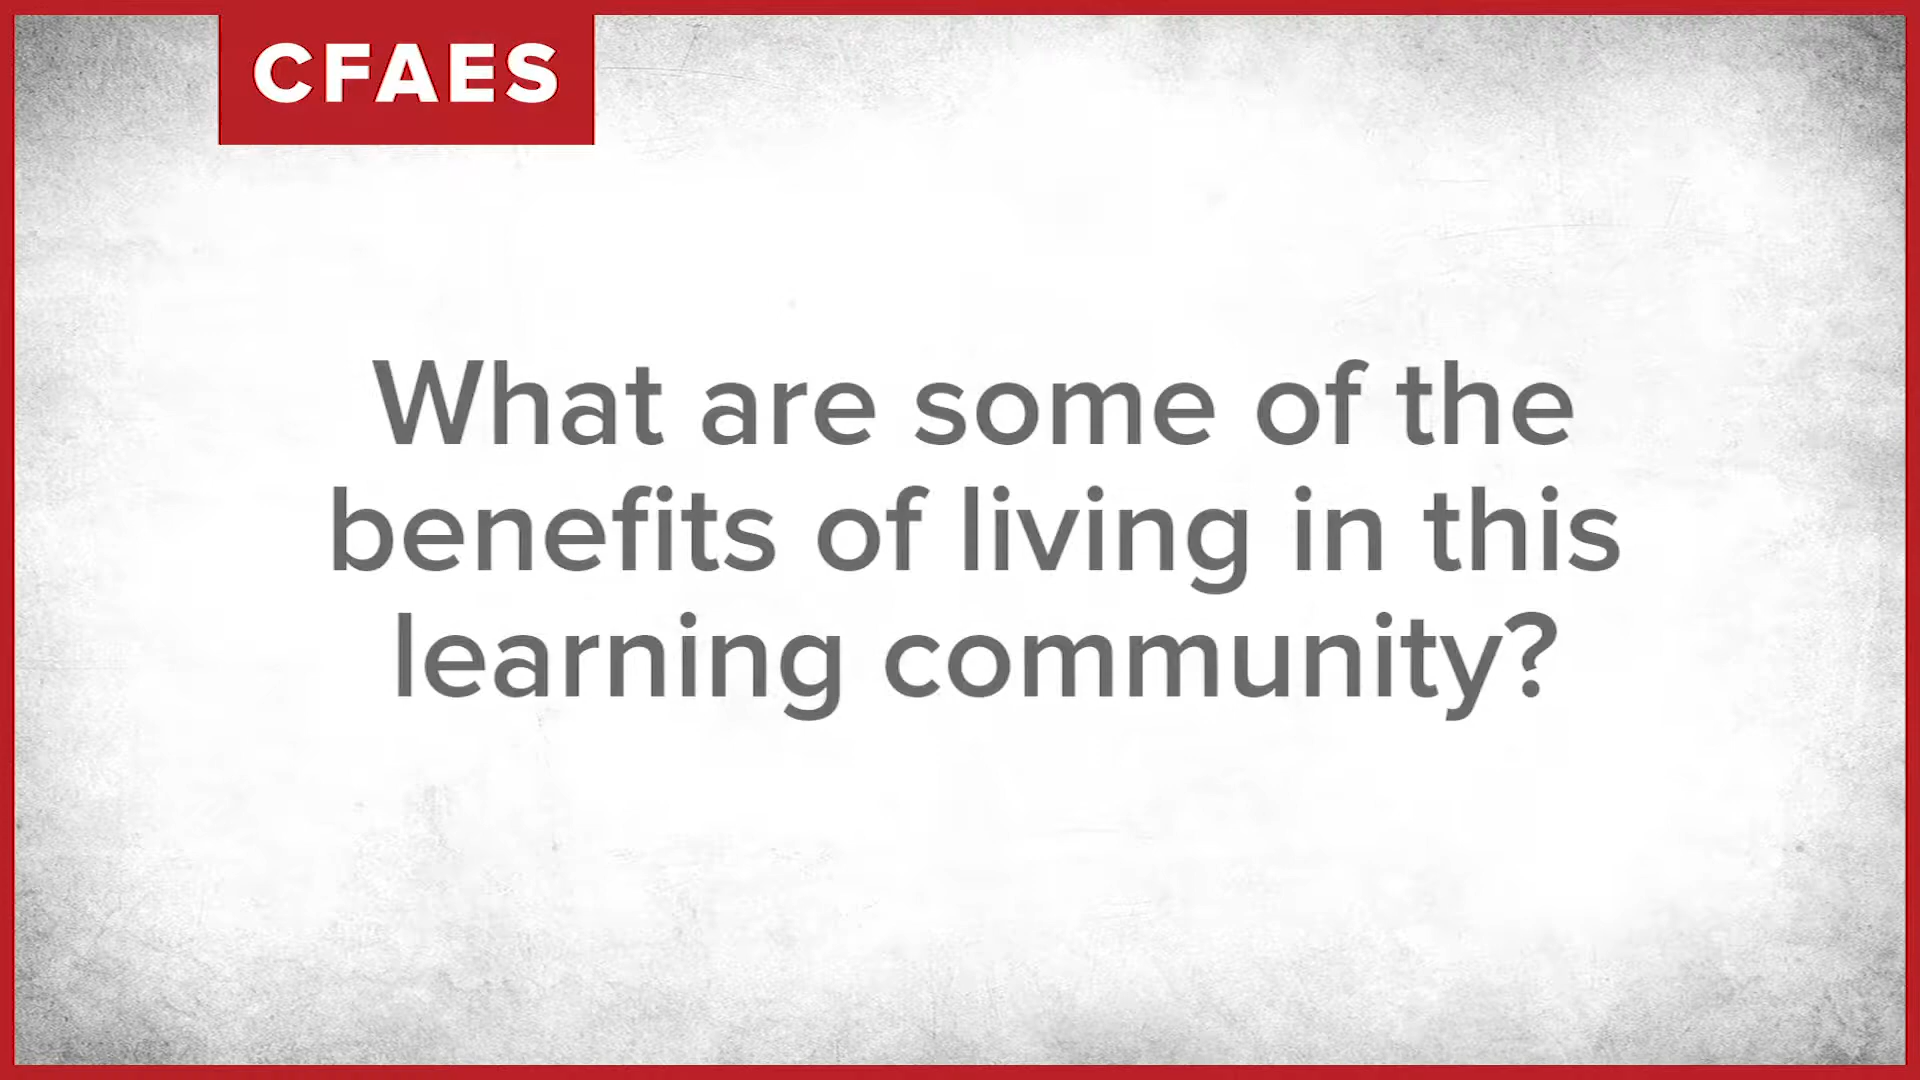 CFAES
What are some of the
benefits of living in this
learning community?